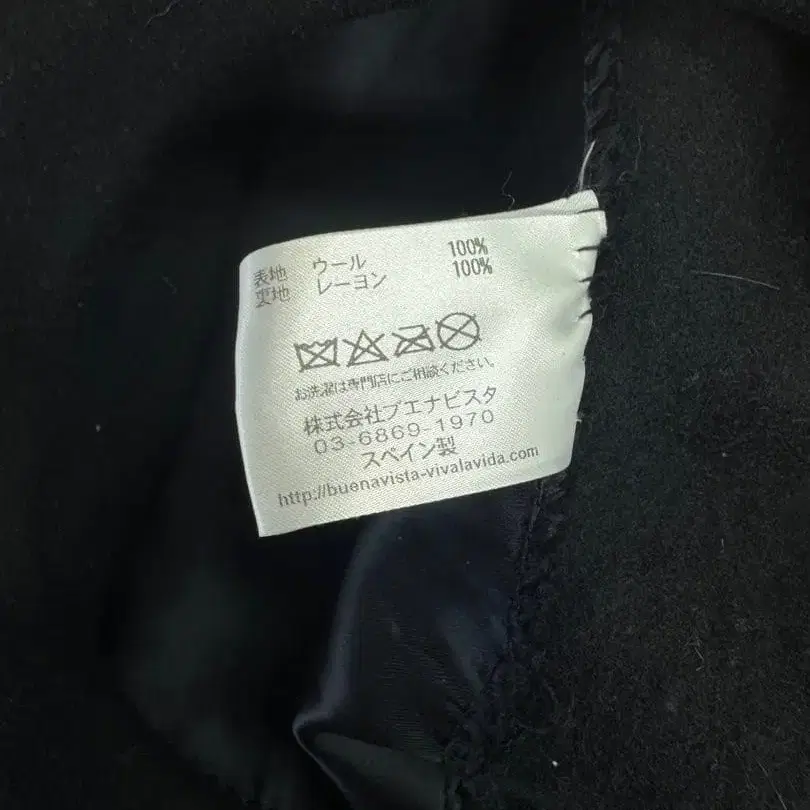 表地 ウール 100%
裏地 レーヨン 100%
お洗濯は専門店にご相談ください。
株式会社ブエナビスタ
03-6869-1970
スペイン製
http://buenavista-vivalavida.com